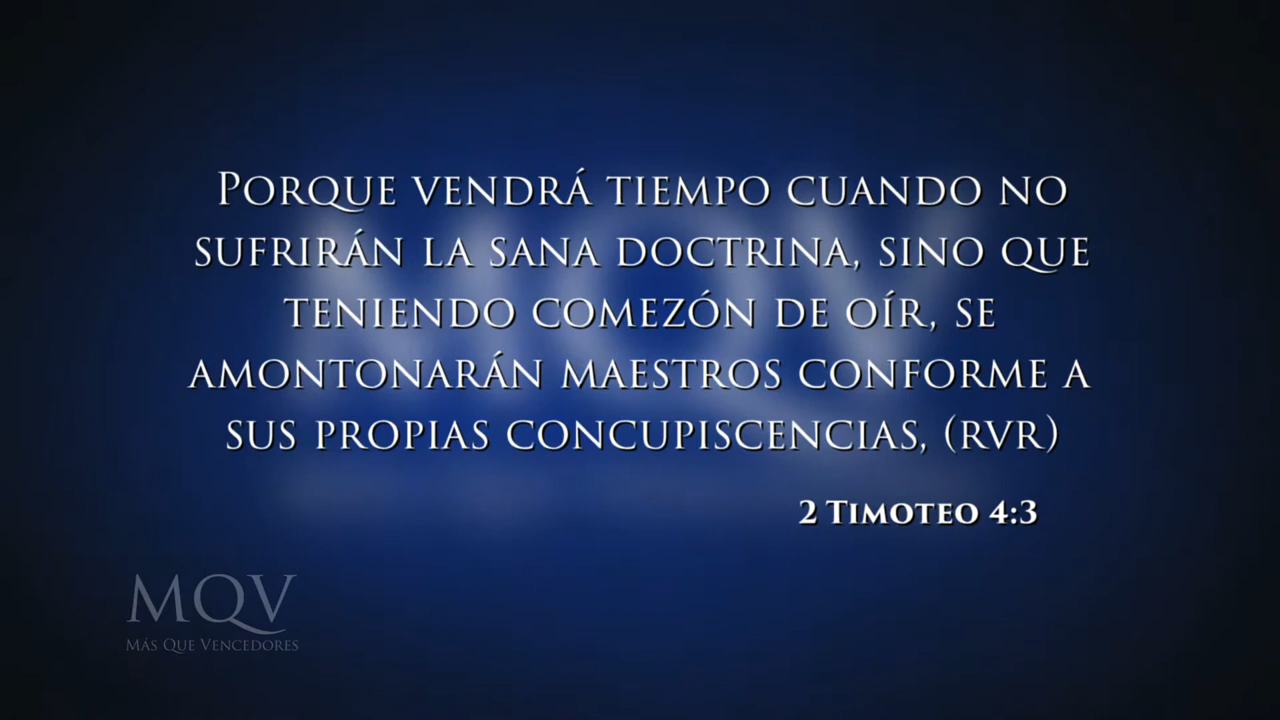 Porque vendrá tiempo cuando no
sufrirán la sana doctrina, sino que
teniendo comezón de oír, se
amontonarán maestros conforme a
sus propias concupiscencias, (rvr)
2 Timoteo 4:3
MQV
Más Que Vencedores